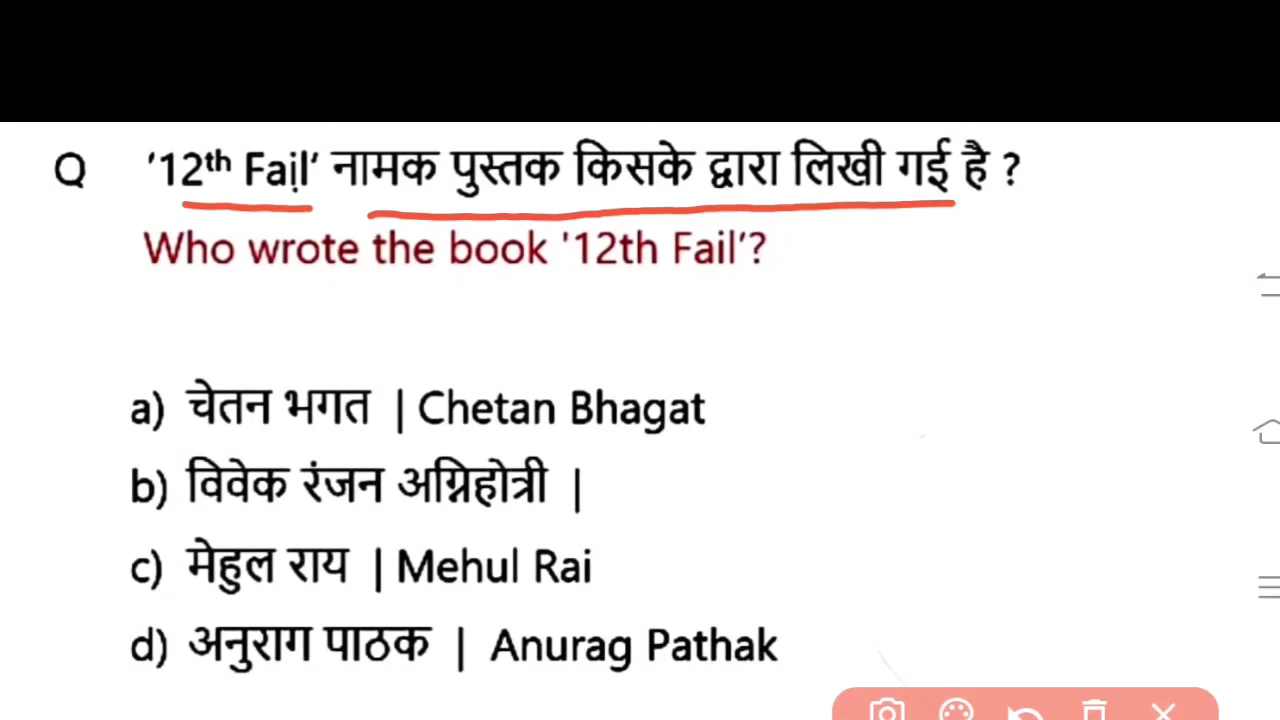 Q '12th Fail' नामक पुस्तक किसके द्वारा लिखी गई है ?
Who wrote the book '12th Fail'?
a) चेतन भगत | Chetan Bhagat
b) विवेक रंजन अग्निहोत्री |
c) मेहुल राय | Mehul Rai
d) अनुराग पाठक | Anurag Pathak